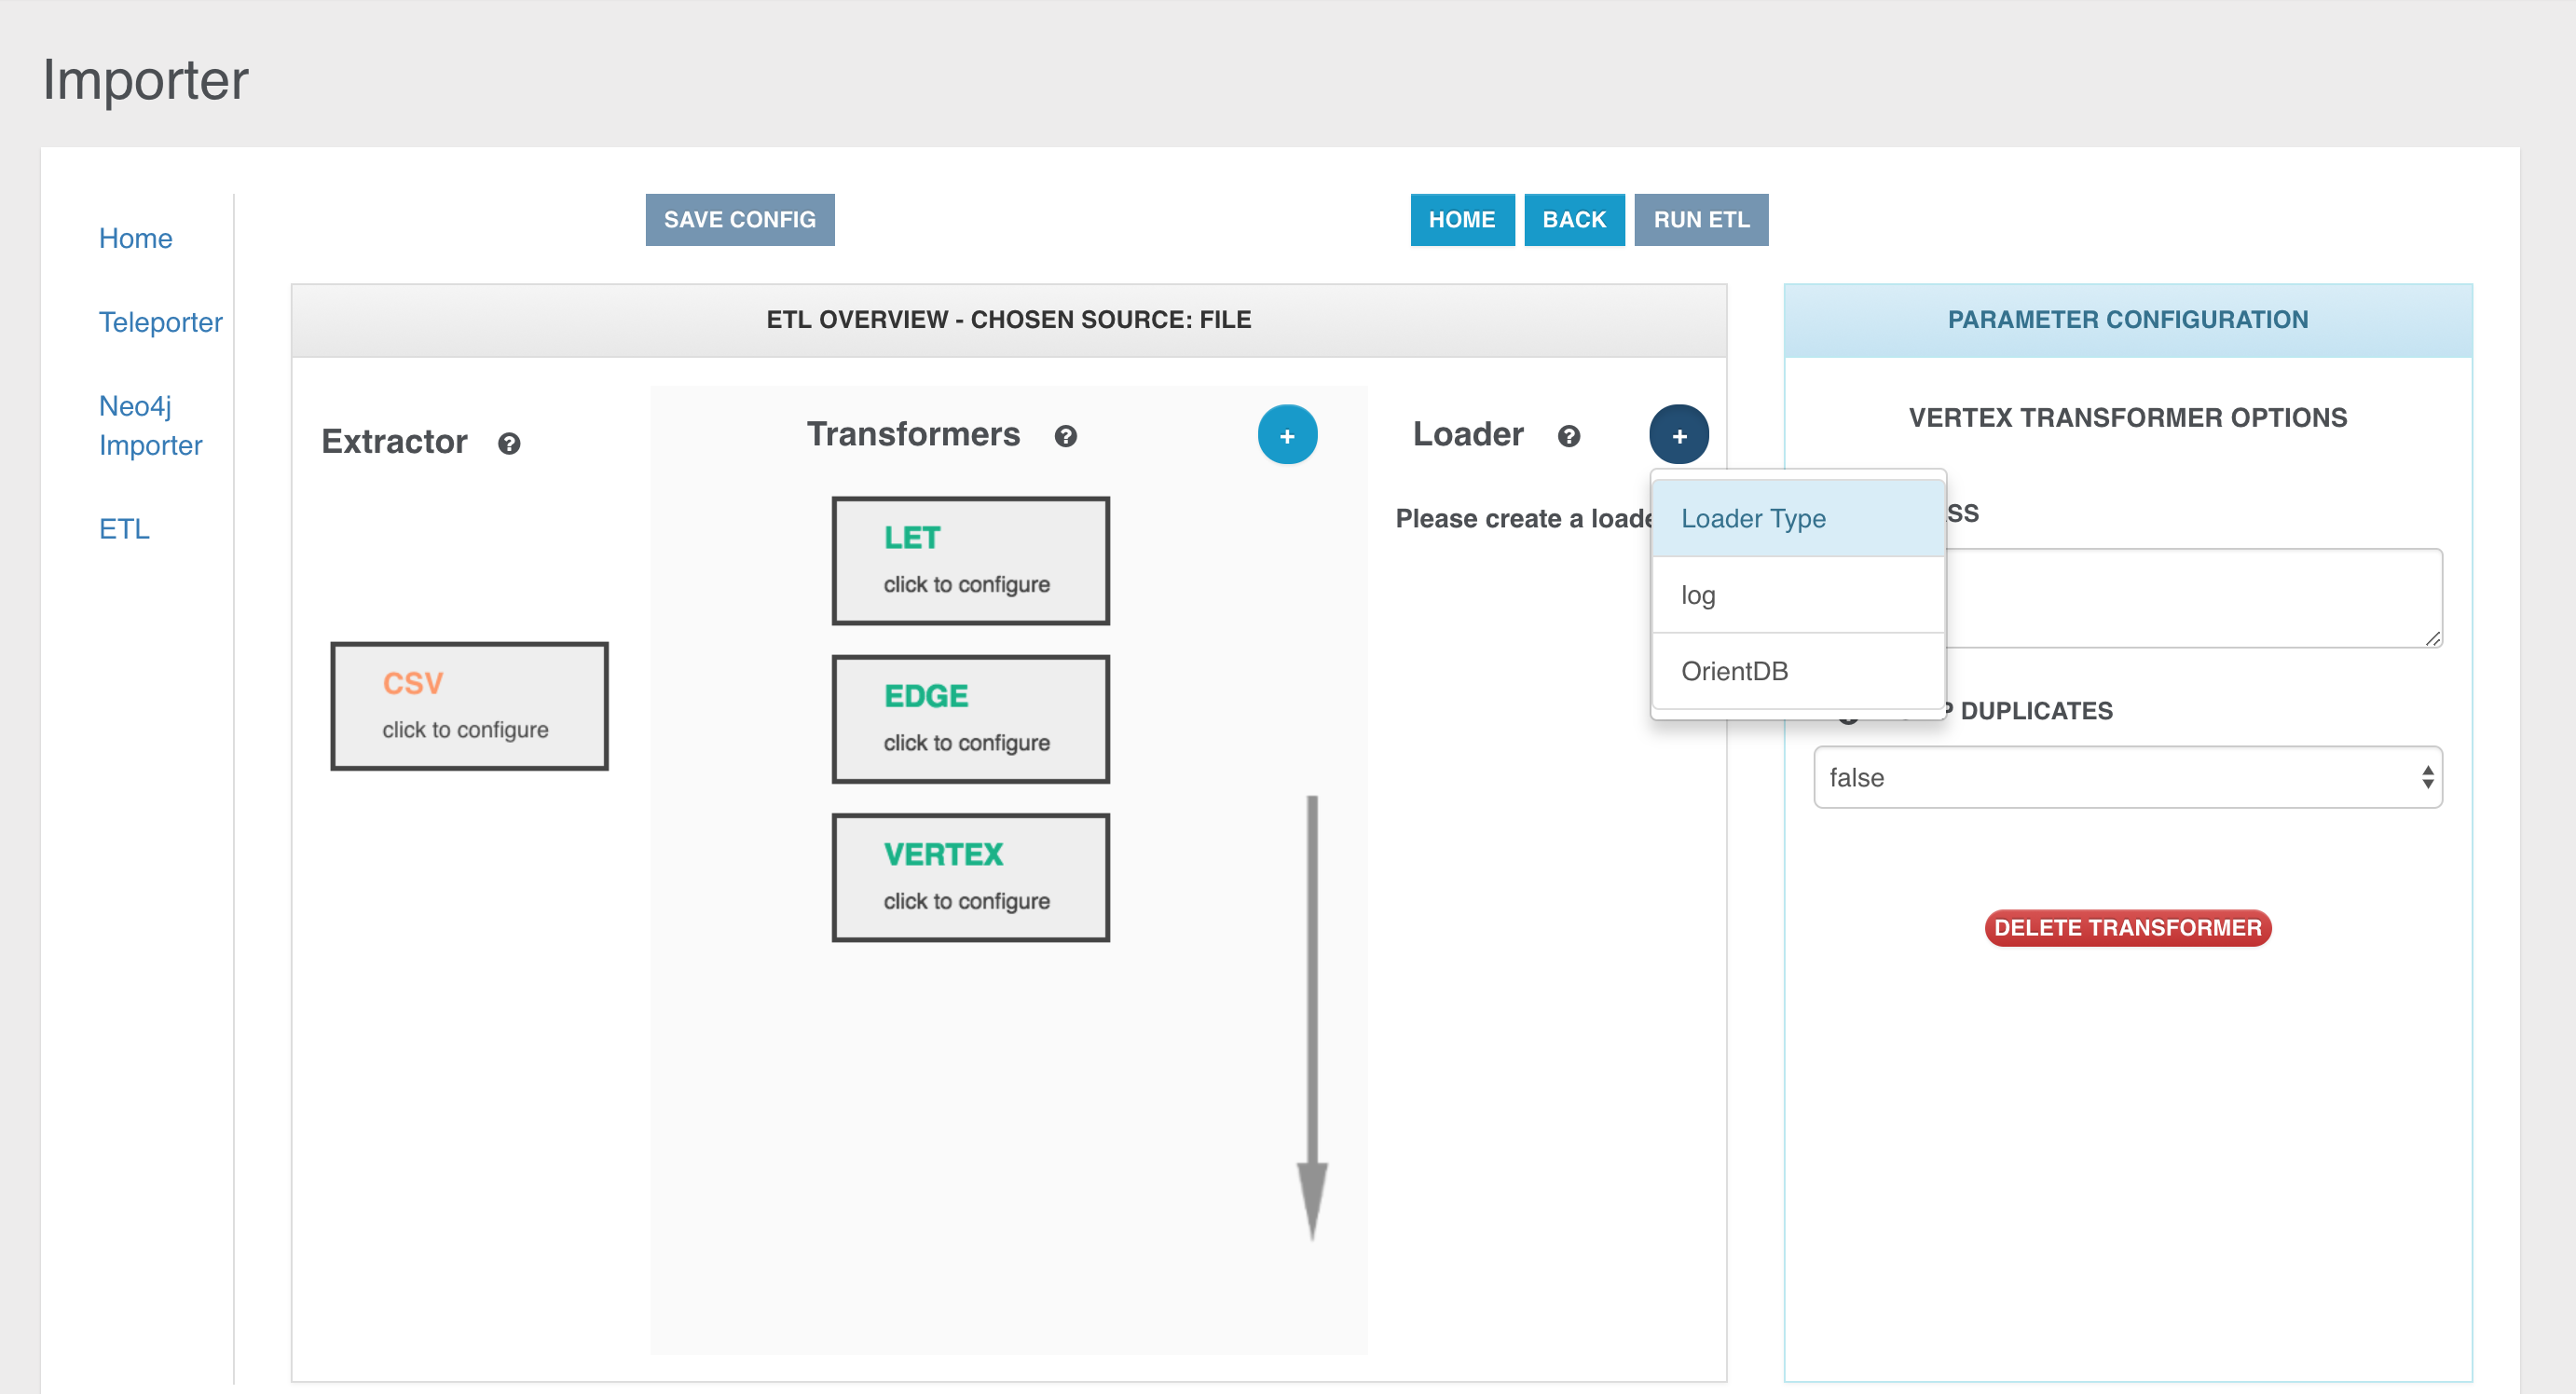 Importer
Home
Teleporter
Neo4j
Importer
ETL
SAVE CONFIG
HOME
BACK
RUN ETL
ETL OVERVIEW - CHOSEN SOURCE: FILE
Extractor
CSV
click to configure
Transformers
+
LET
click to configure
EDGE
click to configure
VERTEX
click to configure
Loader
+
Please create a loade
Loader Type
log
OrientDB
PARAMETER CONFIGURATION
VERTEX TRANSFORMER OPTIONS
SS
P DUPLICATES
false
DELETE TRANSFORMER